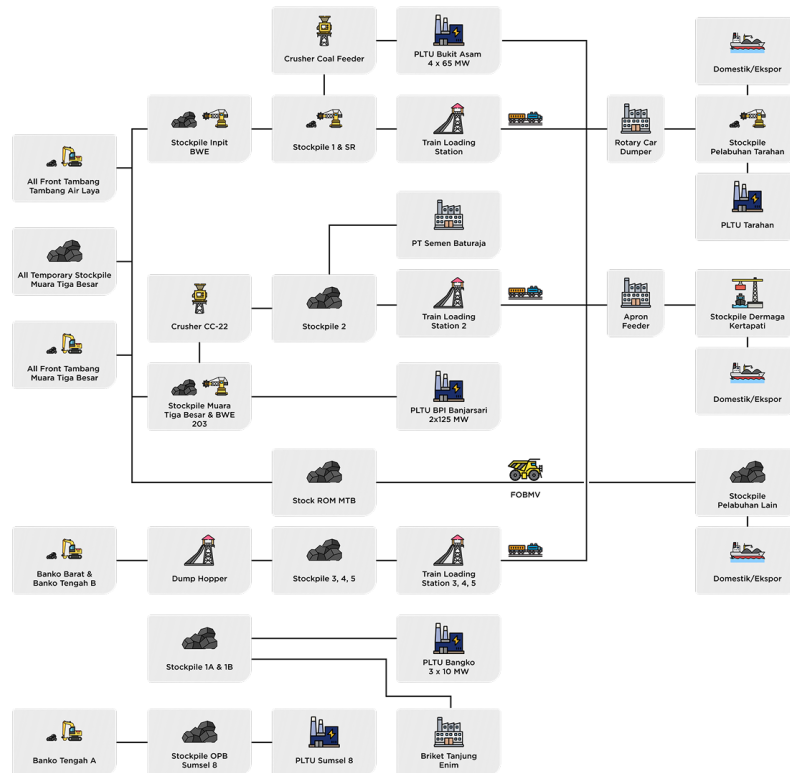 Crusher Coal Feeder
PLTU Bukit Asam
4 x 65 MW
Domestik/Ekspor
Stockpile Inpit
BWE
Stockpile 1 & SR
Train Loading
Station
Rotary Car
Dumper
Stockpile
Pelabuhan Tarahan
All Front Tambang
Tambang Air Laya
PT Semen Baturaja
PLTU Tarahan
All Temporary Stockpile
Muara Tiga Besar
Crusher CC-22
Stockpile 2
Train Loading
Station 2
Apron
Feeder
Stockpile Dermaga
Kertapati
All Front Tambang
Muara Tiga Besar
Stockpile Muara
Tiga Besar & BWE
203
PLTU BPI Banjarsari
2x125 MW
Domestik/Ekspor
Stock ROM MTB
FOBMV
Stockpile
Pelabuhan Lain
Banko Barat &
Banko Tengah B
Dump Hopper
Stockpile 3, 4, 5
Train Loading
Station 3, 4, 5
Domestik/Ekspor
Stockpile 1A & 1B
PLTU Bangko
3 x 10 MW
Banko Tengah A
Stockpile OPB
Sumsel 8
PLTU Sumsel 8
Briket Tanjung
Enim